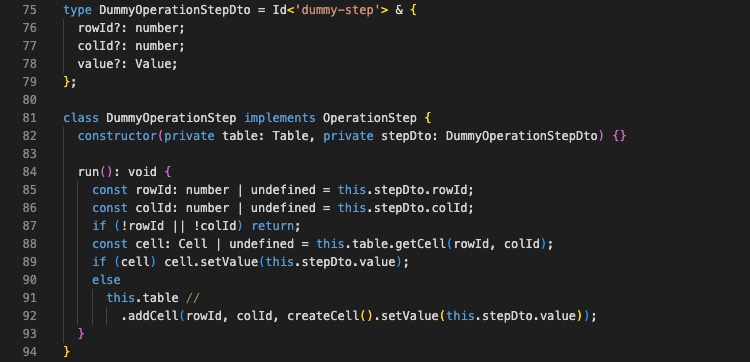 75 type DummyOperationStepDto = Id<'dummy-step'> & {
76   rowId?: number;
77   colId?: number;
78   value?: Value;
79 };
80
81 class DummyOperationStep implements OperationStep {
82   constructor(private table: Table, private stepDto: DummyOperationStepDto) {}
83
84   run(): void {
85     const rowId: number | undefined = this.stepDto.rowId;
86     const colId: number | undefined = this.stepDto.colId;
87     if (!rowId || !colId) return;
88     const cell: Cell | undefined = this.table.getCell(rowId, colId);
89     if (cell) cell.setValue(this.stepDto.value);
90     else
91       this.table //
92         .addCell(rowId, colId, createCell().setValue(this.stepDto.value));
93   }
94 }